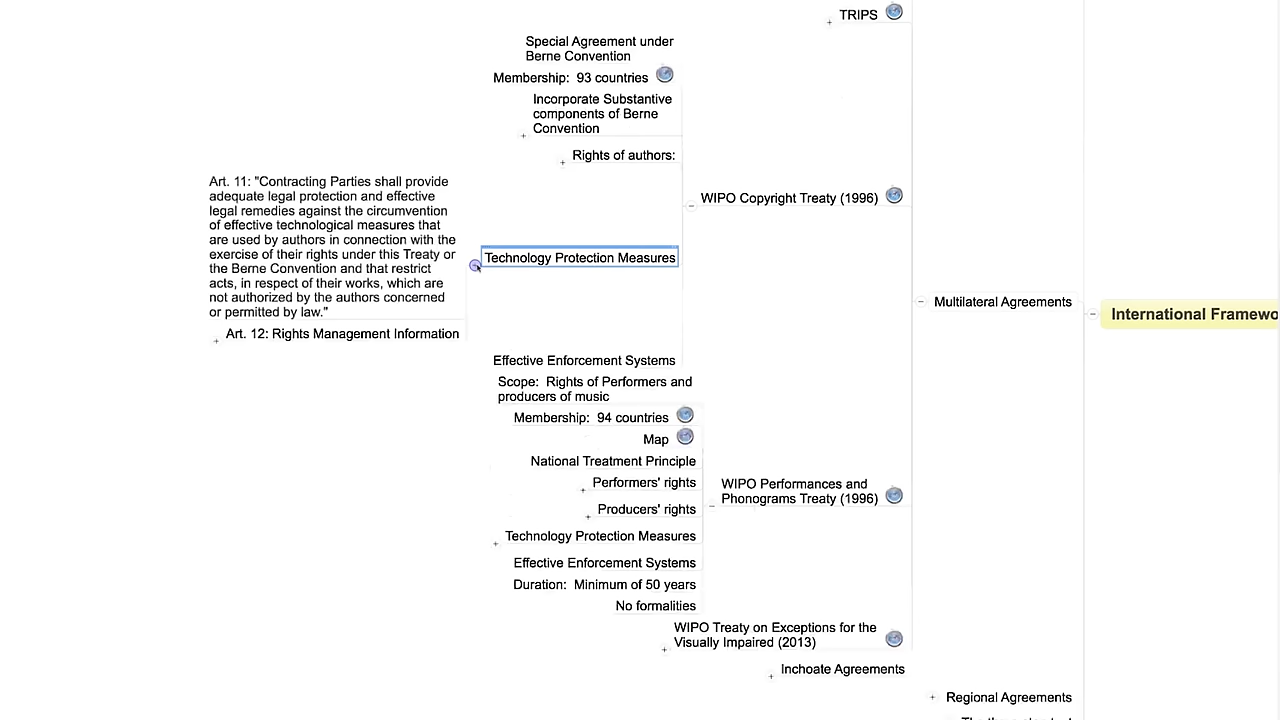 TRIPS
Special Agreement under
Berne Convention
Membership:  93 countries
Incorporate Substantive
components of Berne
Convention
Rights of authors:
WIPO Copyright Treaty (1996)
Art. 11: "Contracting Parties shall provide
adequate legal protection and effective
legal remedies against the circumvention
of effective technological measures that
are used by authors in connection with the
exercise of their rights under this Treaty or
the Berne Convention and that restrict
acts, in respect of their works, which are
not authorized by the authors concerned
or permitted by law."
Technology Protection Measures
Art. 12: Rights Management Information
Multilateral Agreements
International Framewo
Effective Enforcement Systems
Scope:  Rights of Performers and
producers of music
Membership:  94 countries
Map
National Treatment Principle
Performers' rights
Producers' rights
WIPO Performances and
Phonograms Treaty (1996)
Technology Protection Measures
Effective Enforcement Systems
Duration:  Minimum of 50 years
No formalities
WIPO Treaty on Exceptions for the
Visually Impaired (2013)
Inchoate Agreements
Regional Agreements